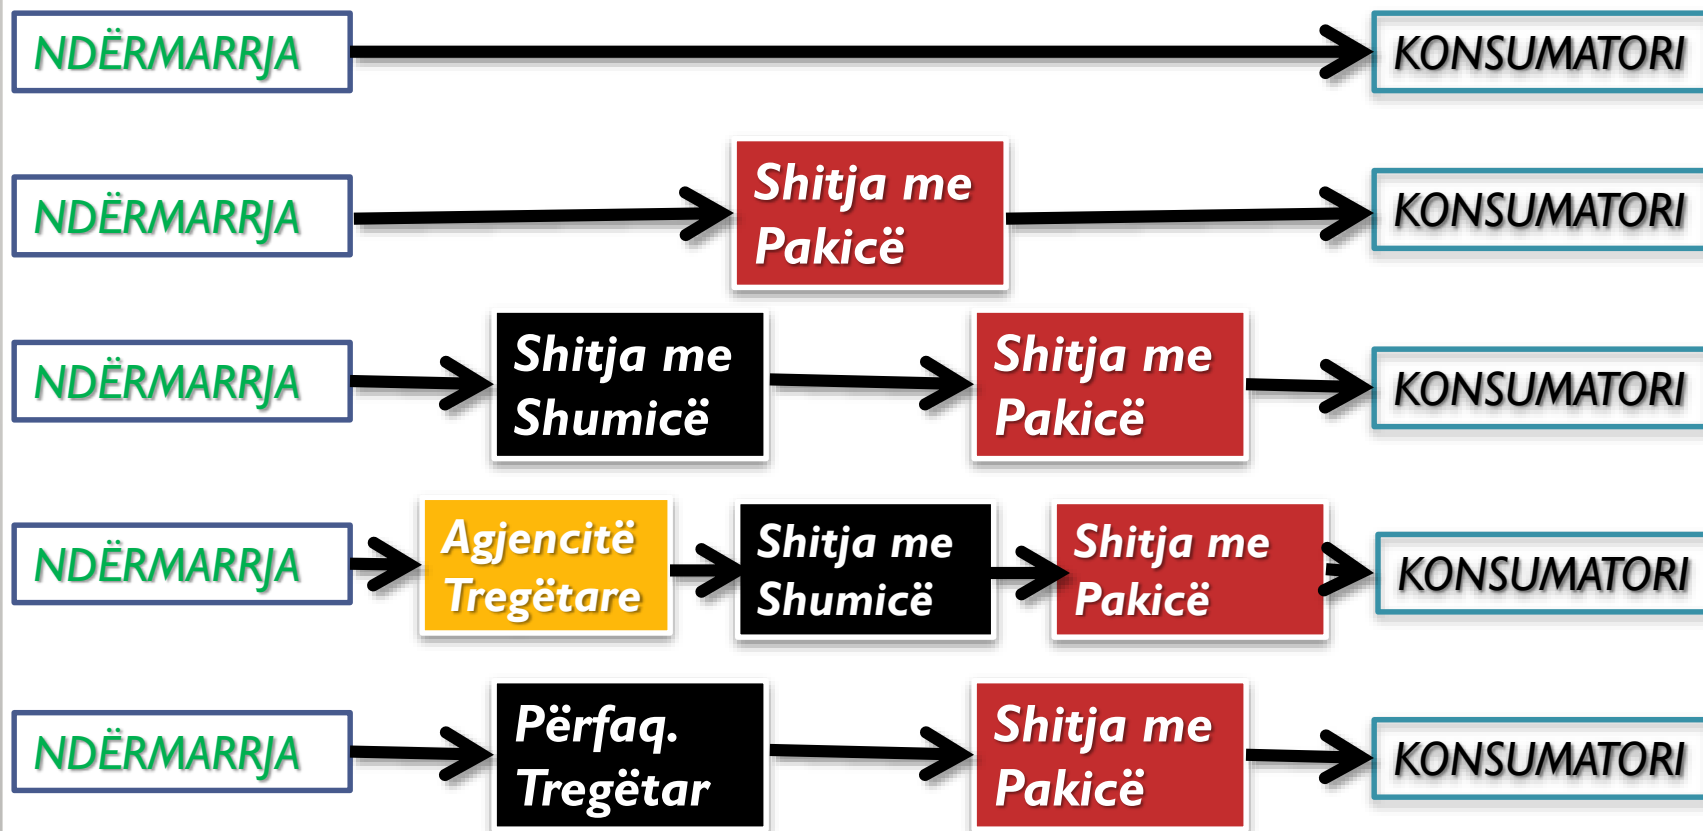 NDËRMARRJA
KONSUMATORI
NDËRMARRJA
Shitja me
Pakicë
KONSUMATORI
NDËRMARRJA
Shitja me
Shumicë
Shitja me
Pakicë
KONSUMATORI
NDËRMARRJA
Agjencitë
Tregëtare
Shitja me
Shumicë
Shitja me
Pakicë
KONSUMATORI
NDËRMARRJA
Përfaq.
Tregëtar
Shitja me
Pakicë
KONSUMATORI